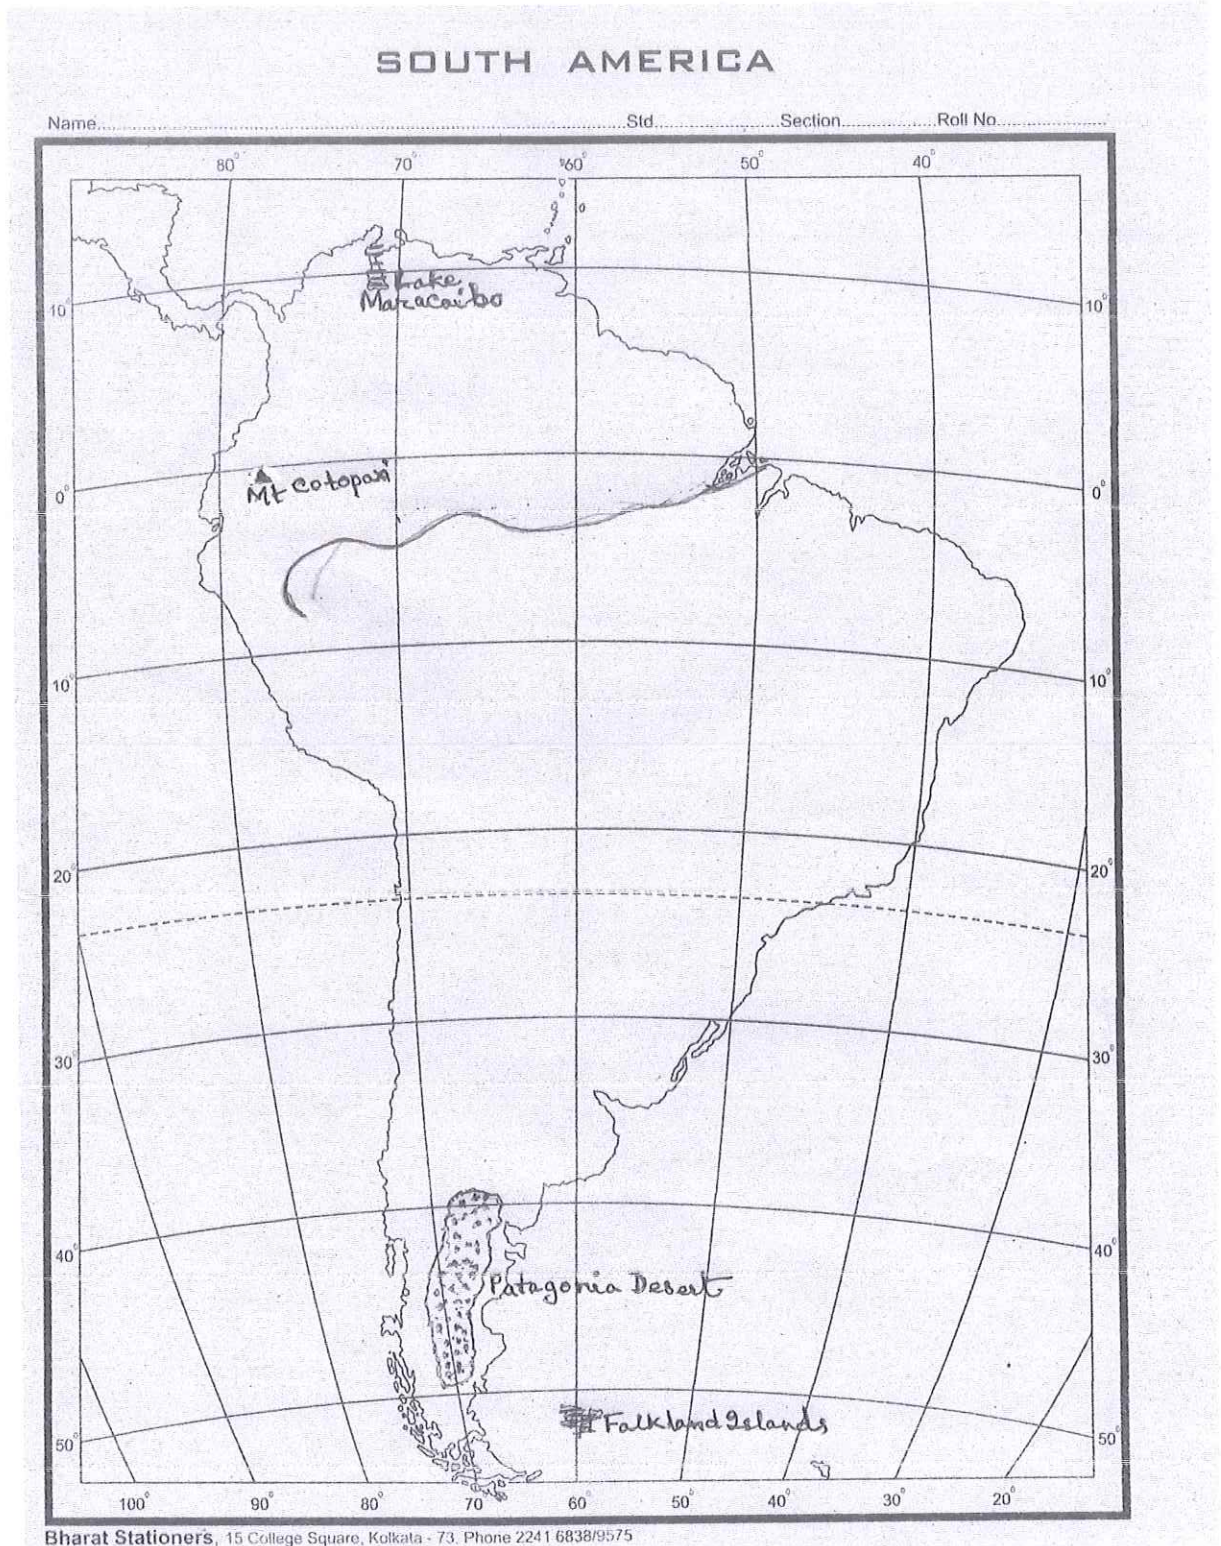 SOUTH AMERICA
Name.......... Std.......... Section.......... Roll No..........
80° 70° 60° 50° 40°
Lake
Maracaibo
10° 10°
Mt Cotopaxi
0° 0°
10° 10°
20° 20°
30° 30°
40° 40°
Patagonia Desert
Falkland Islands
50° 50°
100° 90° 80° 70° 60° 50° 40° 30° 20°
Bharat Stationers, 15 College Square, Kolkata - 73. Phone 2241 6838/9575